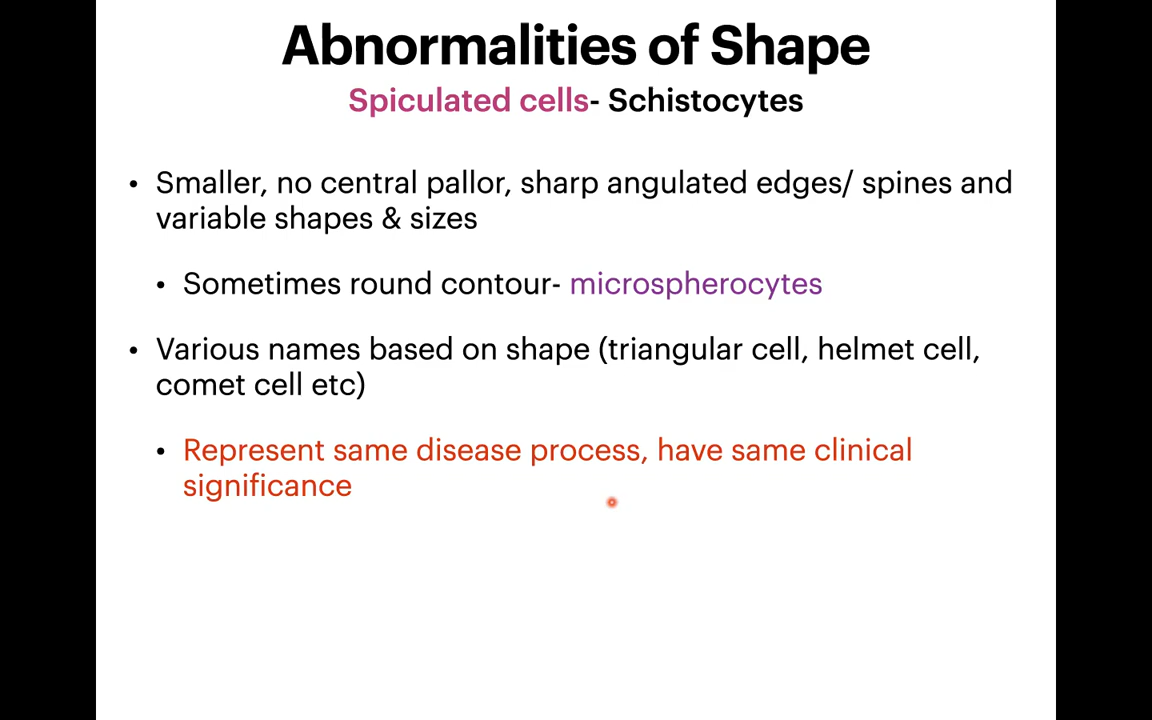 Abnormalities of Shape
Spiculated cells- Schistocytes
• Smaller, no central pallor, sharp angulated edges/ spines and
variable shapes & sizes
• Sometimes round contour- microspherocytes
• Various names based on shape (triangular cell, helmet cell,
comet cell etc)
• Represent same disease process, have same clinical
significance